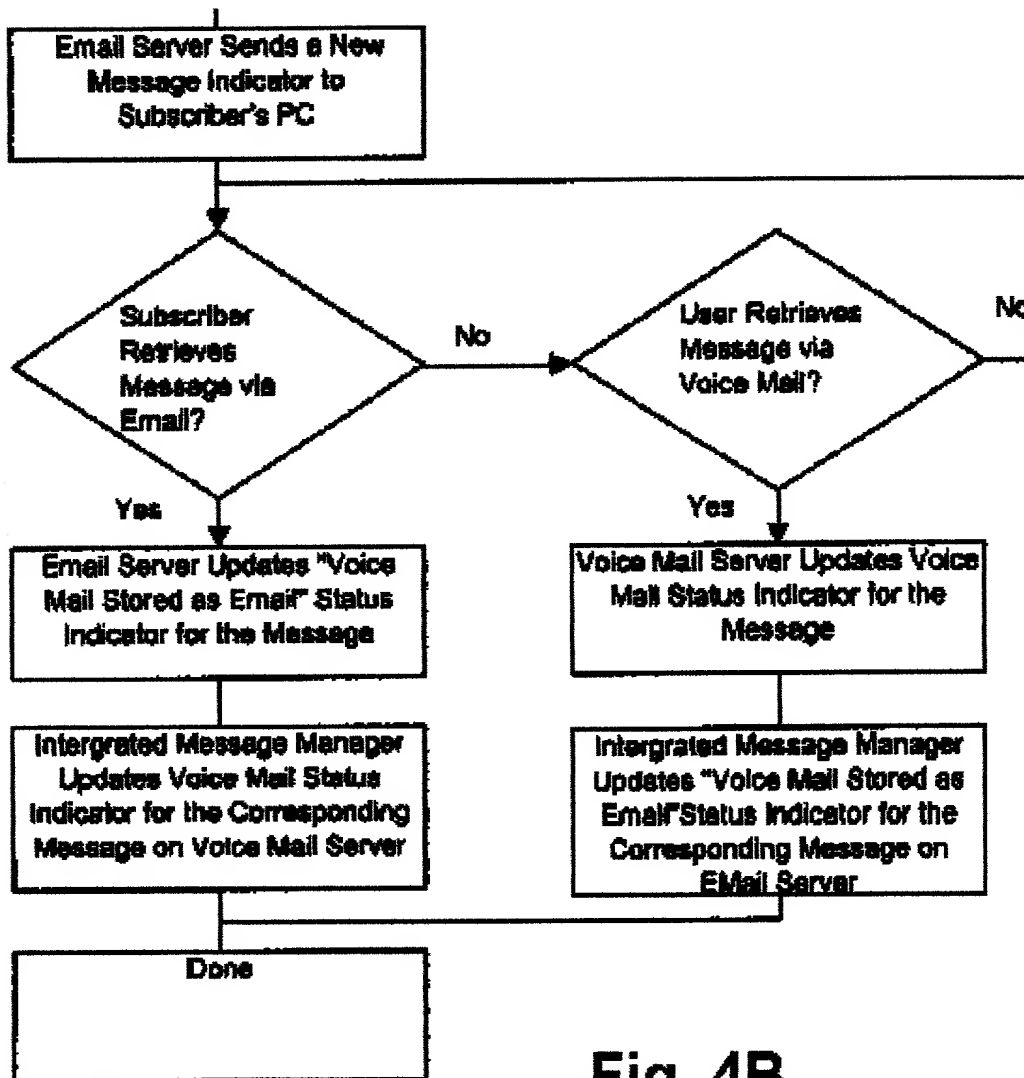 Email Server Sends a New
Message Indicator to
Subscriber's PC
Subscriber
Retrieves
Message via
Email?
No
User Retrieves
Message via
Voice Mail?
No
Yes
Yes
Email Server Updates "Voice
Mail Stored as Email" Status
Indicator for the Message
Voice Mail Server Updates Voice
Mail Status Indicator for the
Message
Intergrated Message Manager
Updates Voice Mail Status
Indicator for the Corresponding
Message on Voice Mail Server
Intergrated Message Manager
Updates "Voice Mail Stored as
Email"Status Indicator for the
Corresponding Message on
EMail Server
Done
Fig. 4B